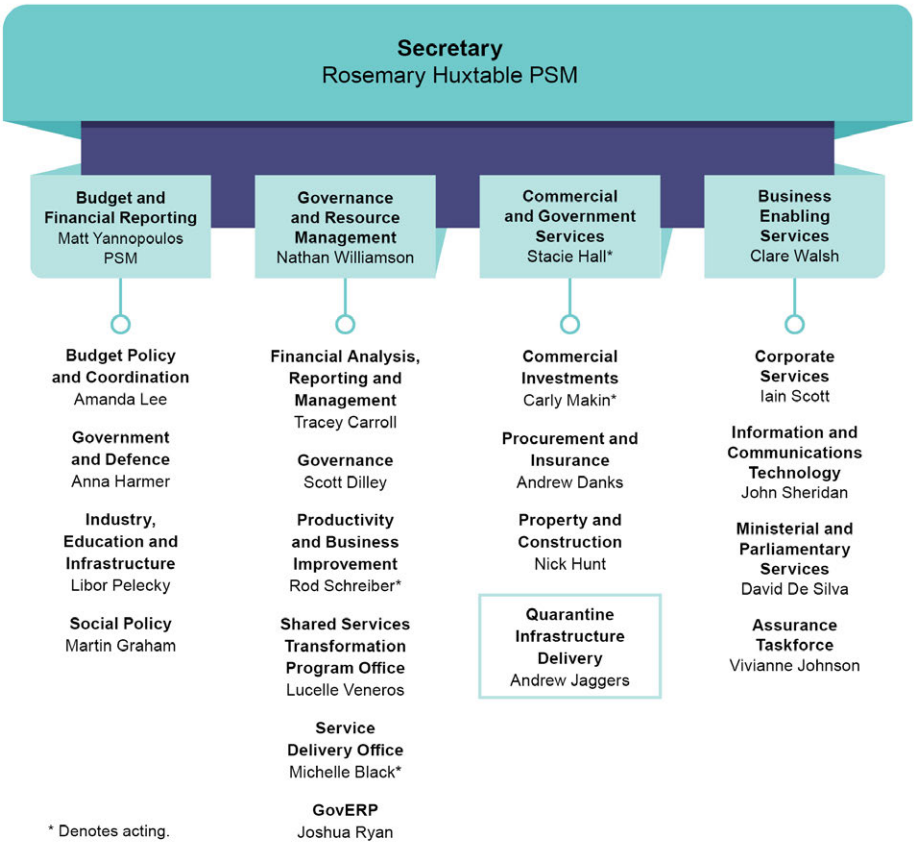 Secretary
Rosemary Huxtable PSM
Budget and
Financial Reporting
Matt Yannopoulos
PSM
Governance
and Resource
Management
Nathan Williamson
Commercial
and Government
Services
Stacie Hall*
Business
Enabling
Services
Clare Walsh
Budget Policy
and Coordination
Amanda Lee
Government
and Defence
Anna Harmer
Industry,
Education and
Infrastructure
Libor Pelecky
Social Policy
Martin Graham
Financial Analysis,
Reporting and
Management
Tracey Carroll
Governance
Scott Dilley
Productivity
and Business
Improvement
Rod Schreiber*
Shared Services
Transformation
Program Office
Lucelle Veneros
Service
Delivery Office
Michelle Black*
GovERP
Joshua Ryan
Commercial
Investments
Carly Makin*
Procurement and
Insurance
Andrew Danks
Property and
Construction
Nick Hunt
Quarantine
Infrastructure
Delivery
Andrew Jaggers
Corporate
Services
Iain Scott
Information and
Communications
Technology
John Sheridan
Ministerial and
Parliamentary
Services
David De Silva
Assurance
Taskforce
Vivianne Johnson
* Denotes acting.